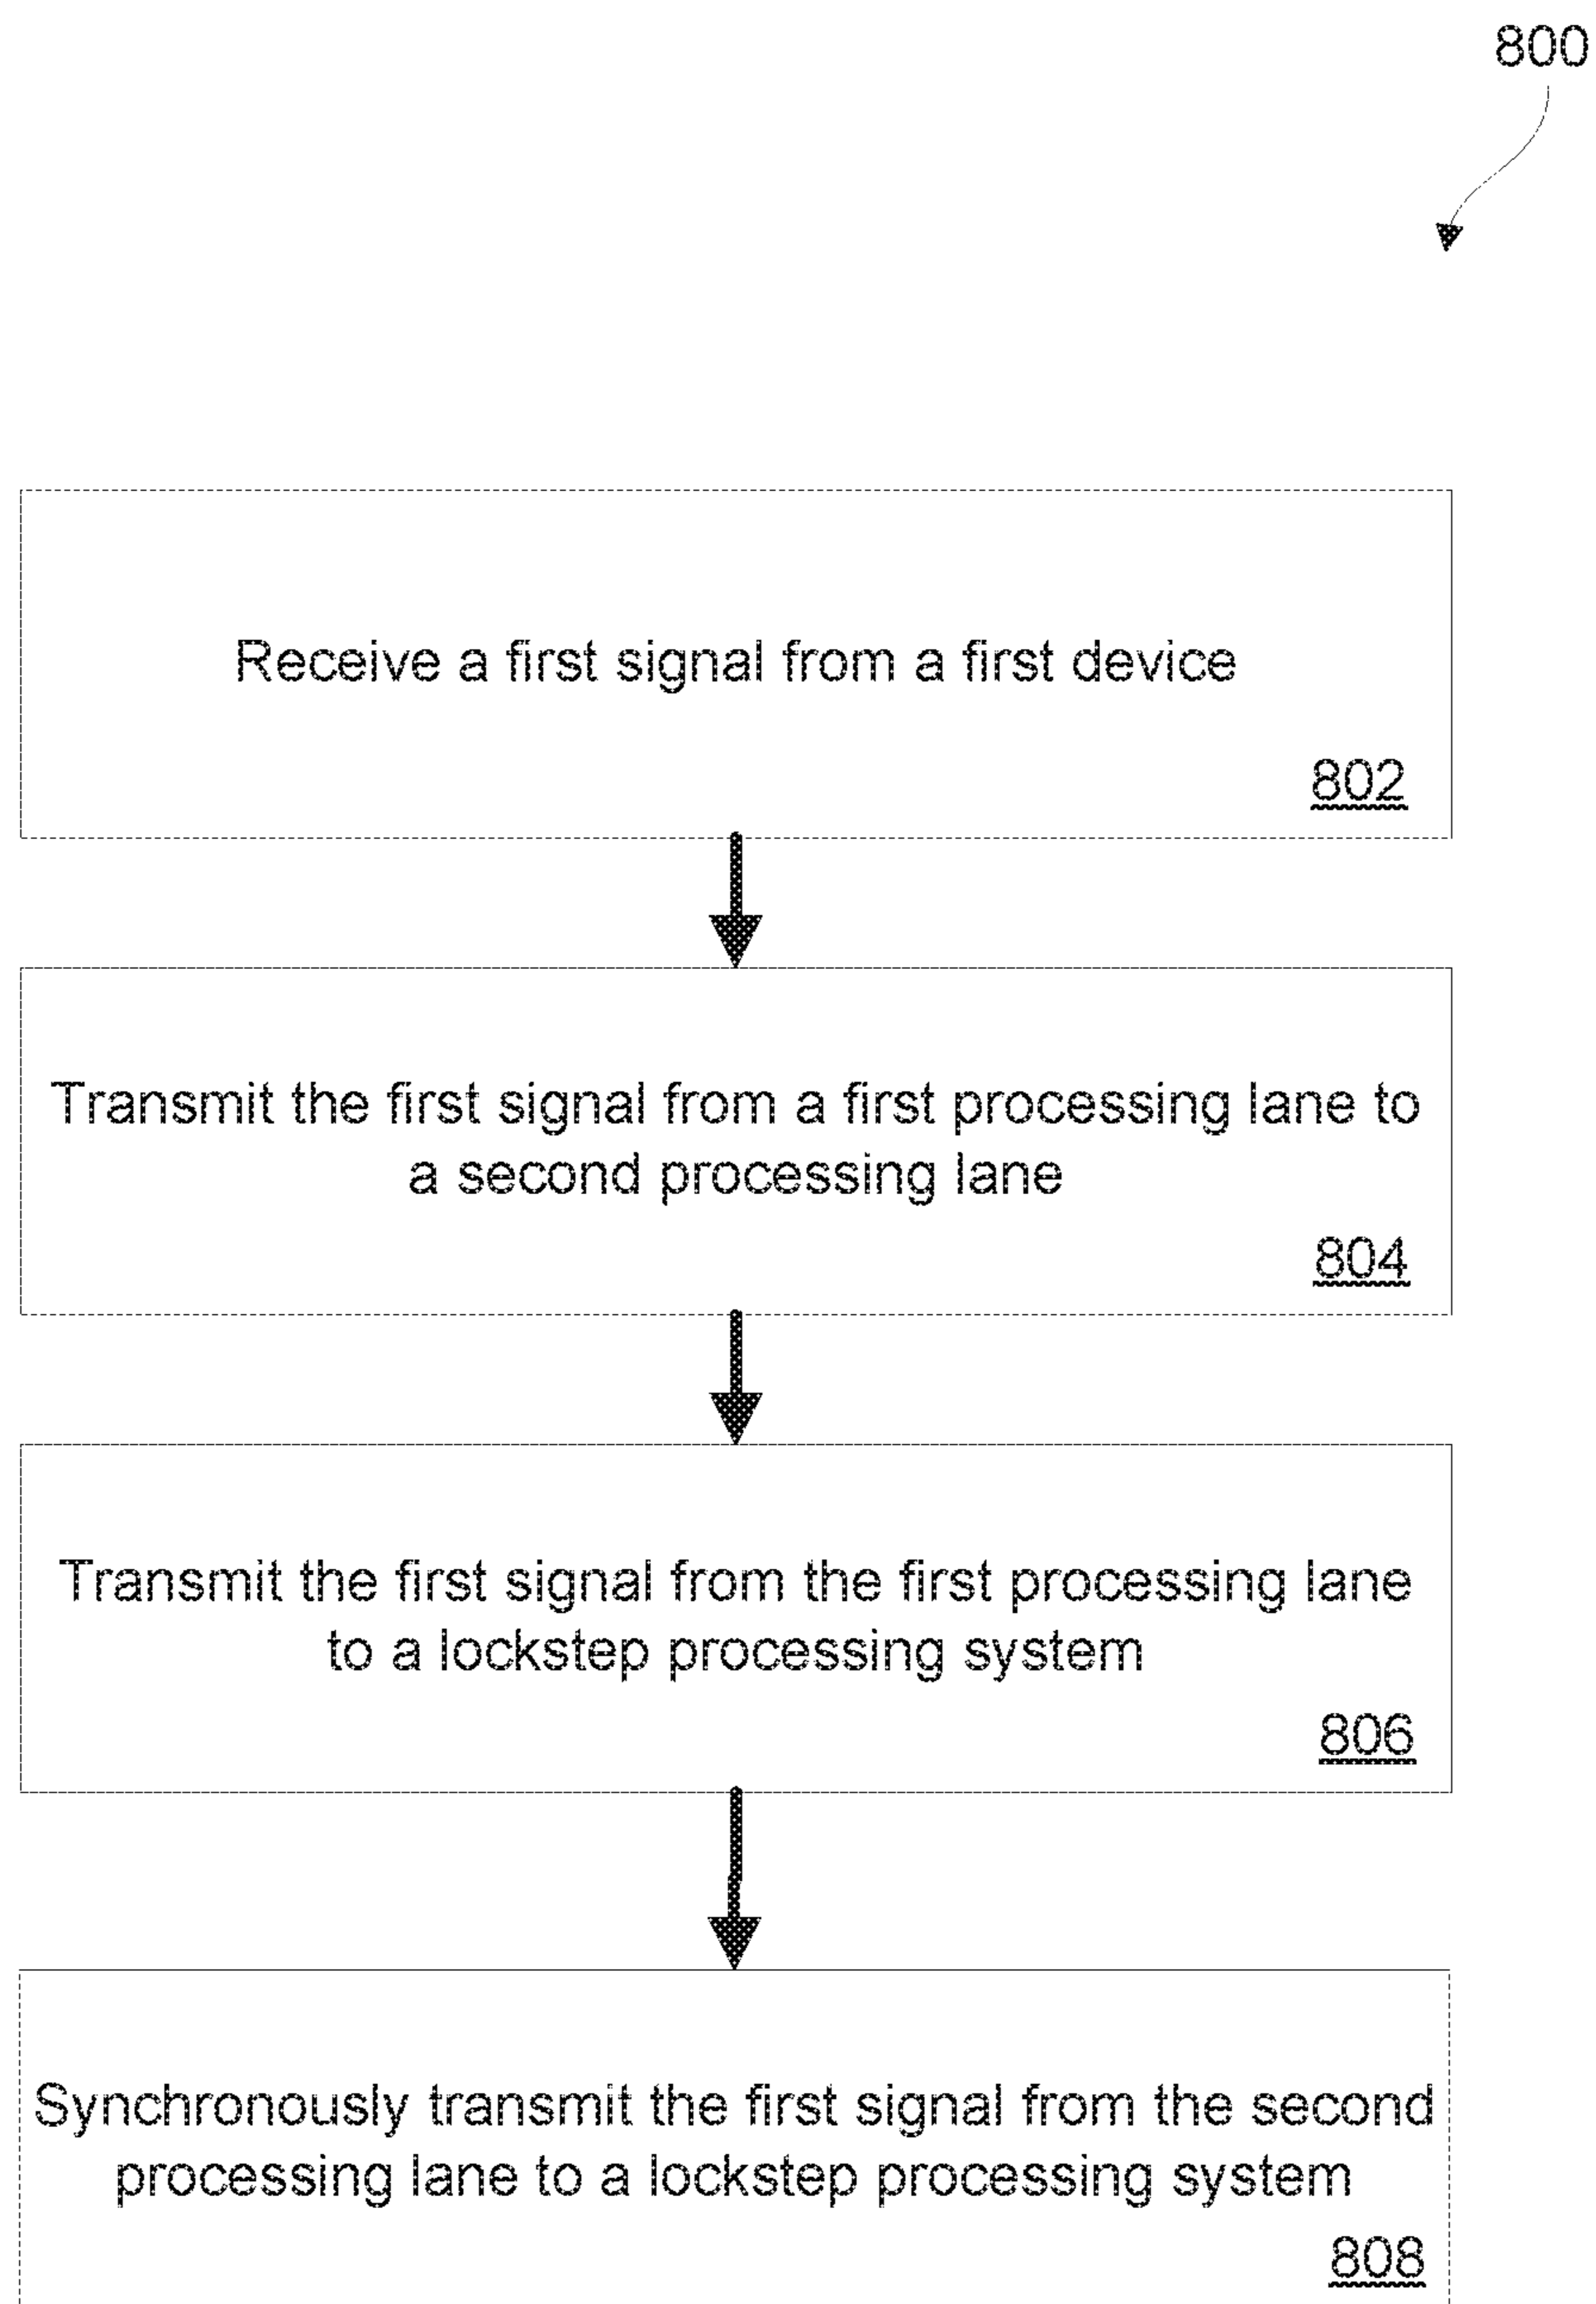 800
Receive a first signal from a first device
802
Transmit the first signal from a first processing lane to
a second processing lane
804
Transmit the first signal from the first processing lane
to a lockstep processing system
806
Synchronously transmit the first signal from the second
processing lane to a lockstep processing system
808